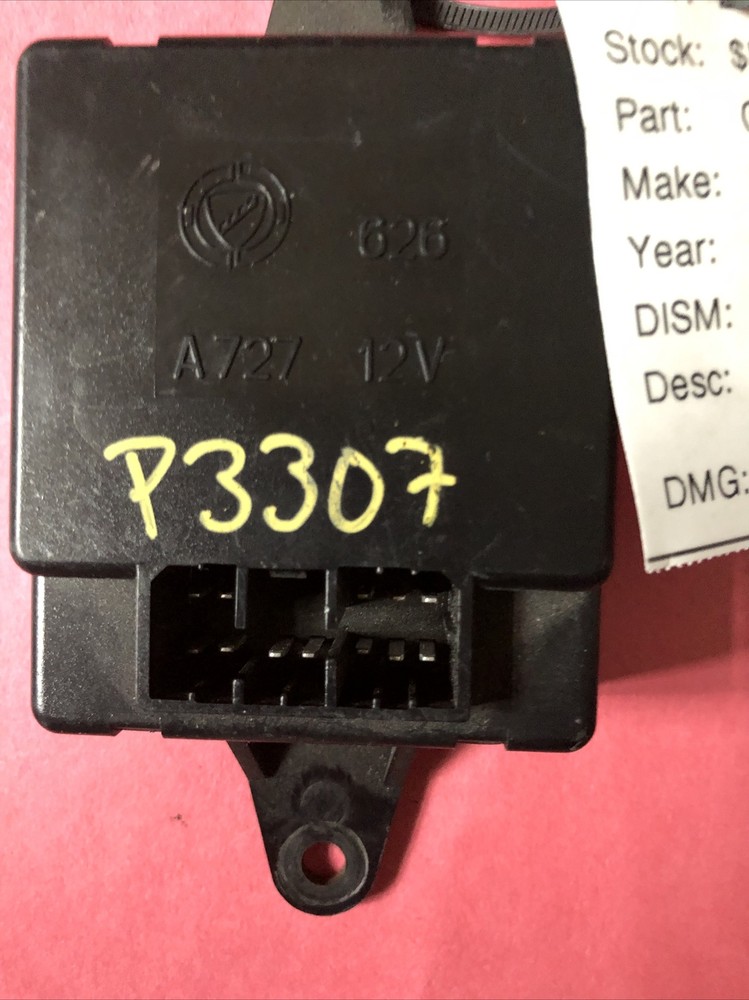 626
A727 12V
P3307
Stock: $
Part:
Make:
Year:
DISM:
Desc:
DMG: